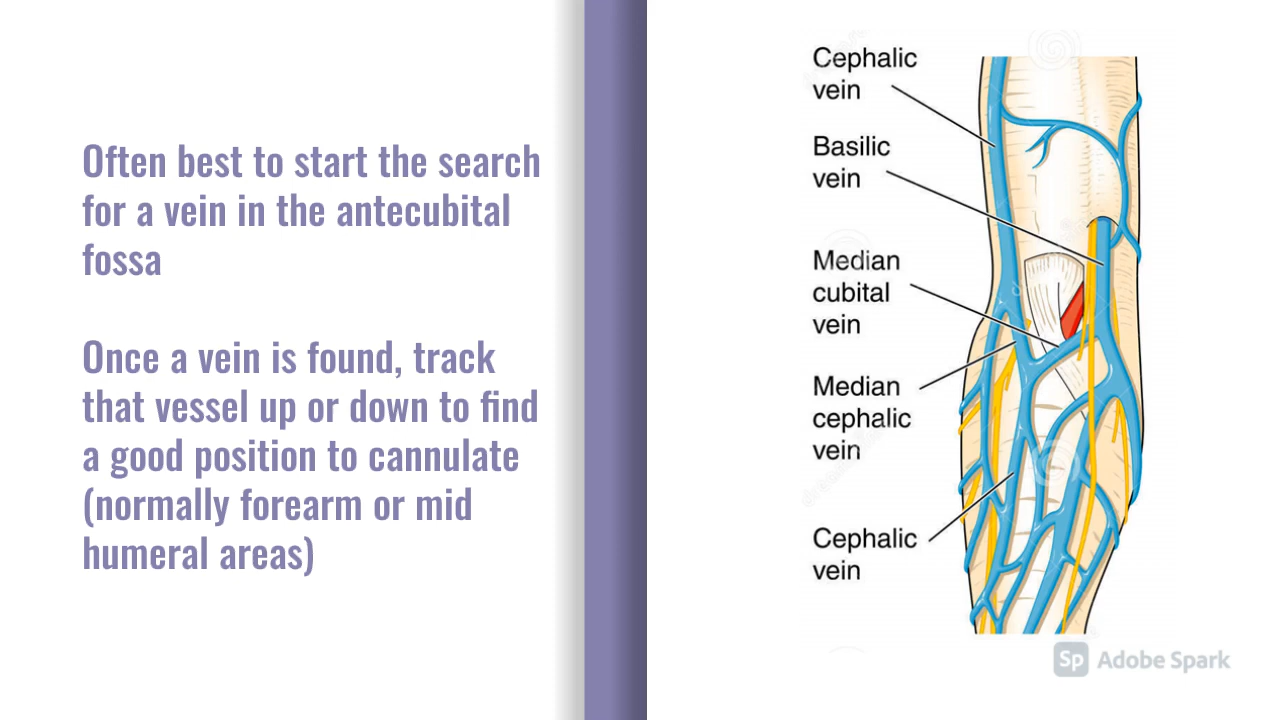 Often best to start the search
for a vein in the antecubital
fossa
Once a vein is found, track
that vessel up or down to find
a good position to cannulate
(normally forearm or mid
humeral areas)
Cephalic
vein
Basilic
vein
Median
cubital
vein
Median
cephalic
vein
Cephalic
vein
Sp Adobe Spark